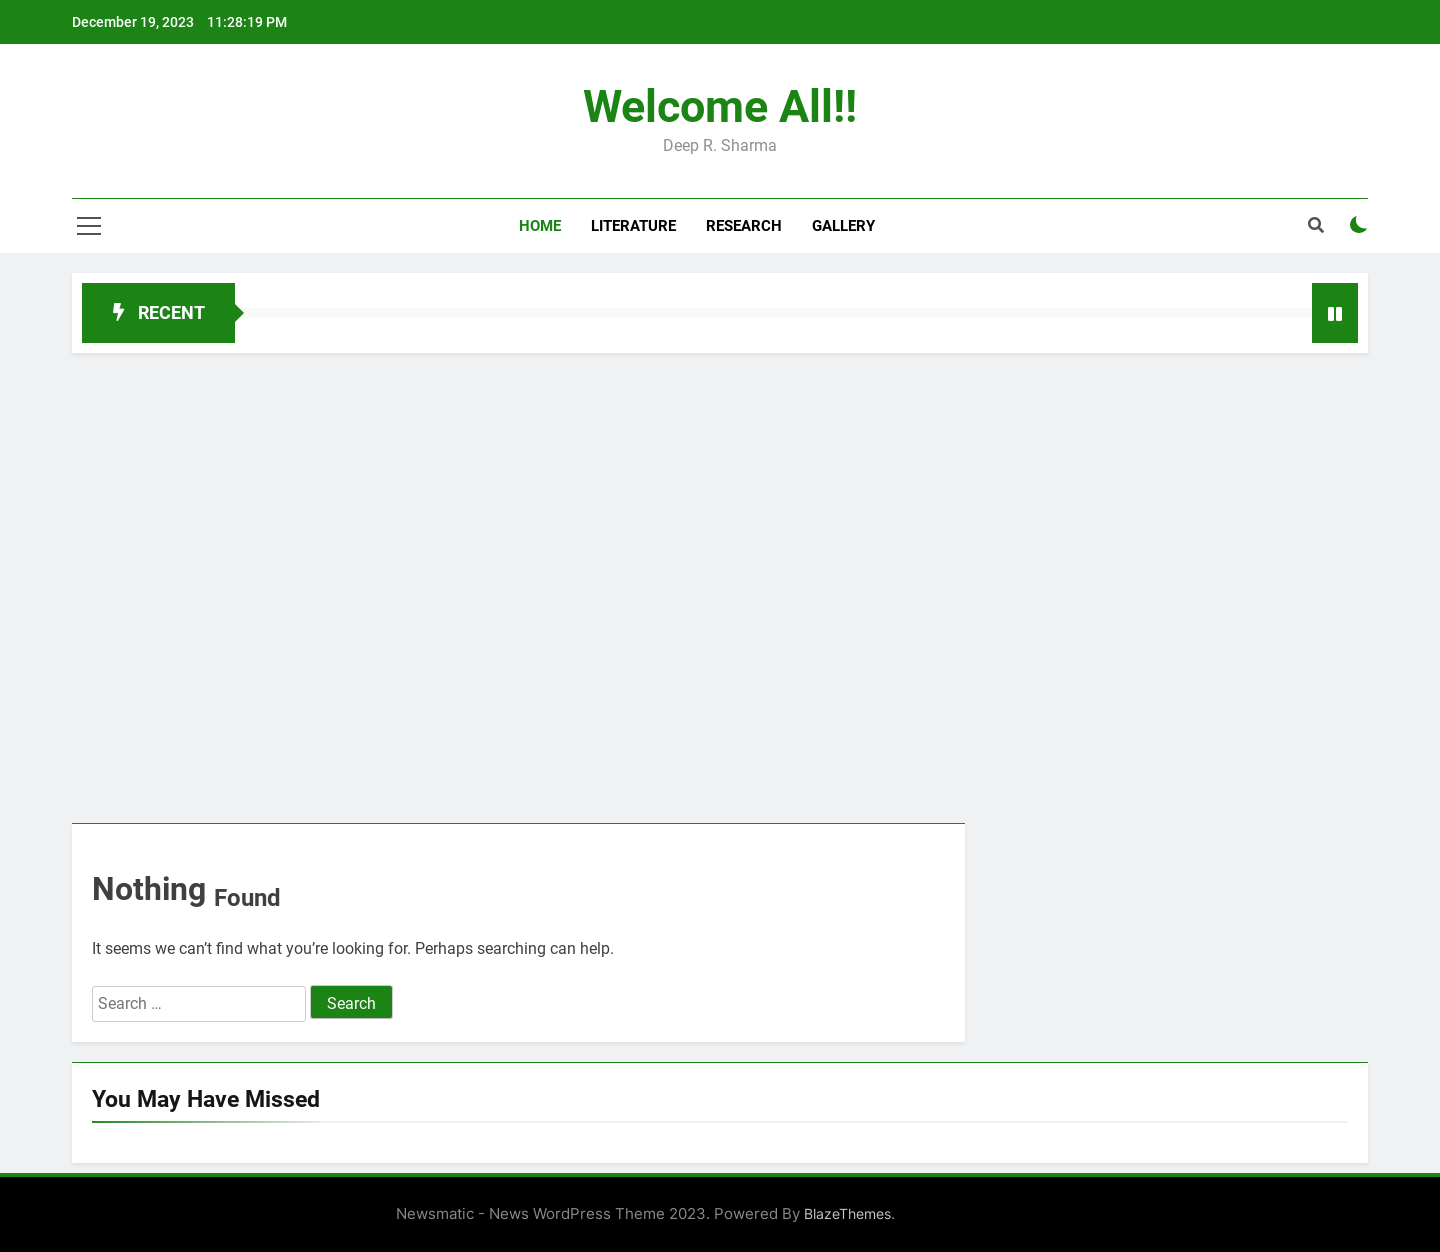 December 19, 2023 11:28:19 PM
Welcome All!!
Deep R. Sharma
HOME LITERATURE RESEARCH GALLERY
RECENT
Nothing Found
It seems we can’t find what you’re looking for. Perhaps searching can help.
Search … Search
You May Have Missed
Newsmatic - News WordPress Theme 2023. Powered By BlazeThemes.